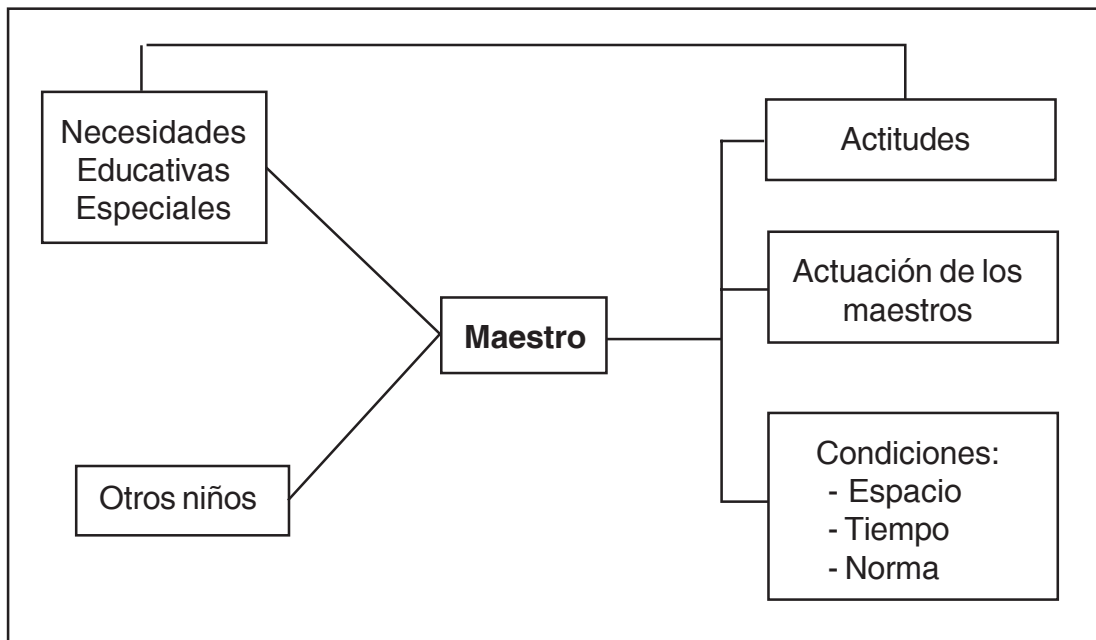 Necesidades
Educativas
Especiales
Actitudes
Actuación de los
maestros
Maestro
Otros niños
Condiciones:
- Espacio
- Tiempo
- Norma